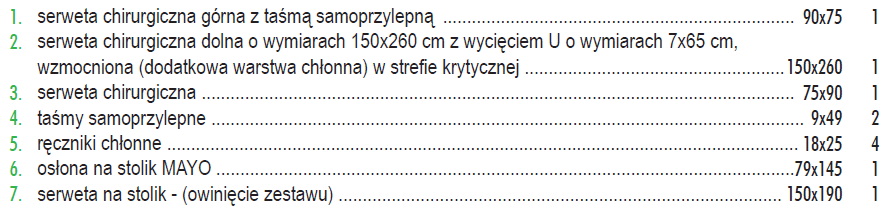 1. serweta chirurgiczna górna z taśmą samoprzylepną ........................................................................ 90x75 1
2. serweta chirurgiczna dolna o wymiarach 150x260 cm z wycięciem U o wymiarach 7x65 cm,
wzmocniona (dodatkowa warstwa chłonna) w strefie krytycznej ..................................................... 150x260 1
3. serweta chirurgiczna ........................................................................................................................ 75x90 1
4. taśmy samoprzylepne ........................................................................................................................ 9x49 2
5. ręczniki chłonne ............................................................................................................................... 18x25 4
6. osłona na stolik MAYO ...................................................................................................................... 79x145 1
7. serweta na stolik - (owinięcie zestawu) ........................................................................................... 150x190 1